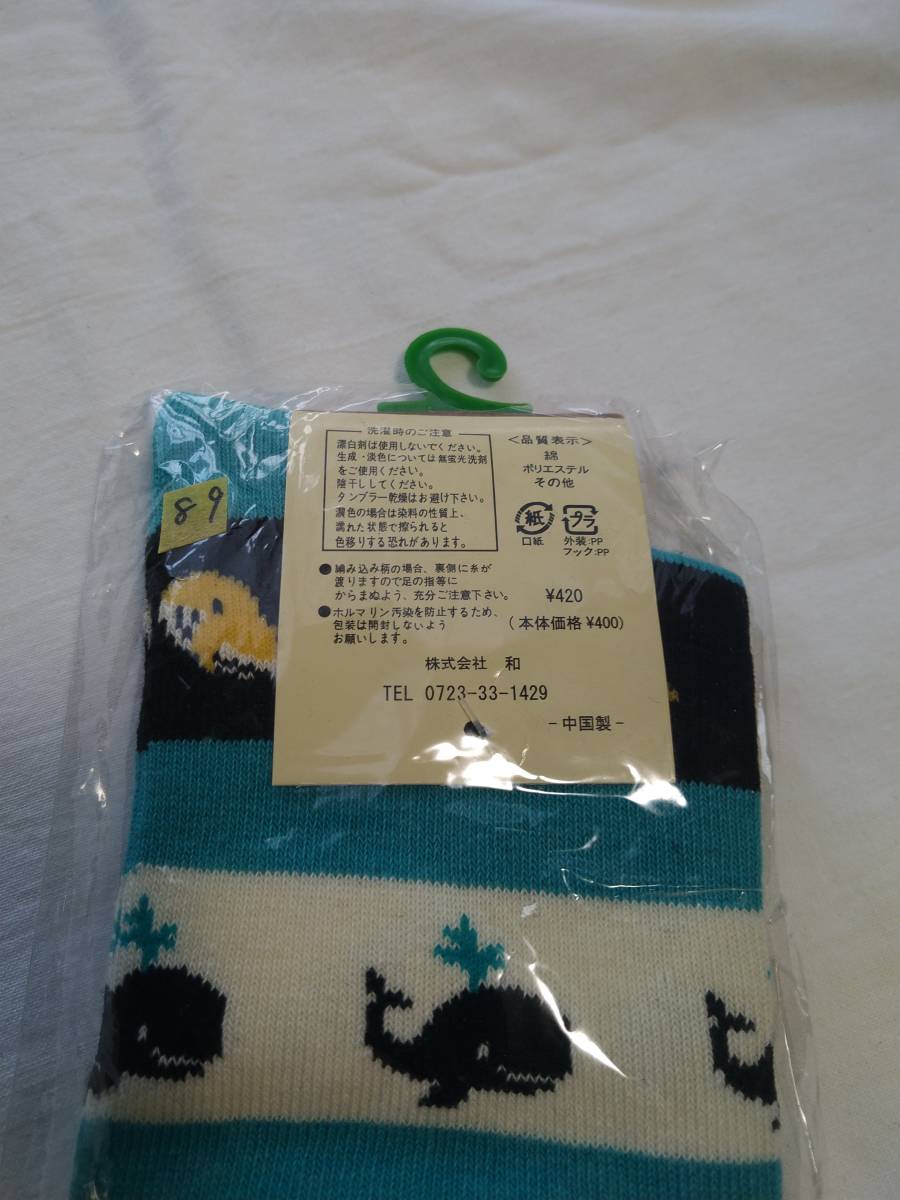 洗濯時のご注意
漂白剤は使用しないでください。
生成・淡色については無蛍光洗剤
をご使用ください。
陰干ししてください。
タンブラー乾燥はお避け下さい。
濃色の場合は染料の性質上、
濡れた状態で擦られると
色移りする恐れがあります。
●編み込み柄の場合、裏側に糸が
渡りますので足の指等に
からまぬよう、充分ご注意下さい。
●ホルマリン汚染を防止するため、
包装は開封しないよう
お願いします。
<品質表示>
綿
ポリエステル
その他
紙
口紙
プラ
外装:PP
フック:PP
¥420
(本体価格¥400)
株式会社 和
TEL 0723-33-1429
-中国製-
89